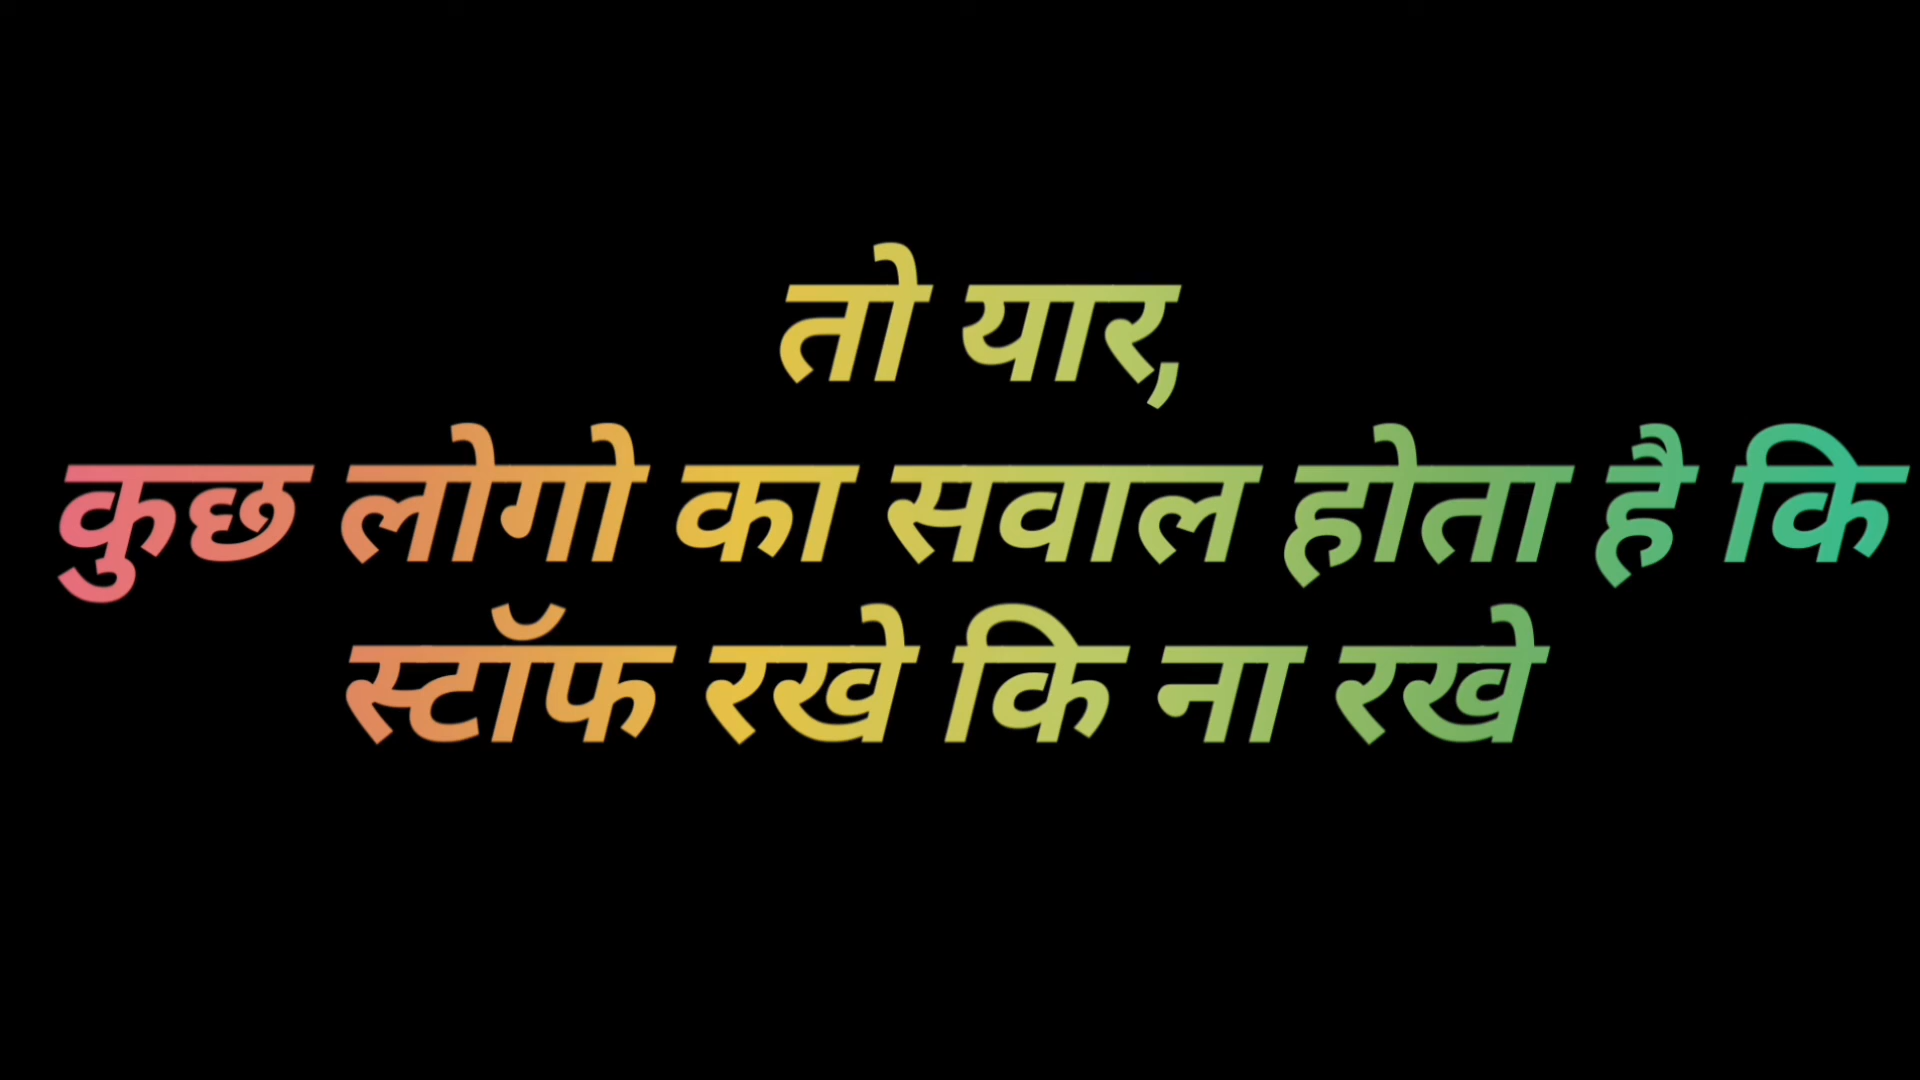 तो यार,
कुछ लोगो का सवाल होता है कि
स्टॉफ रखे कि ना रखे